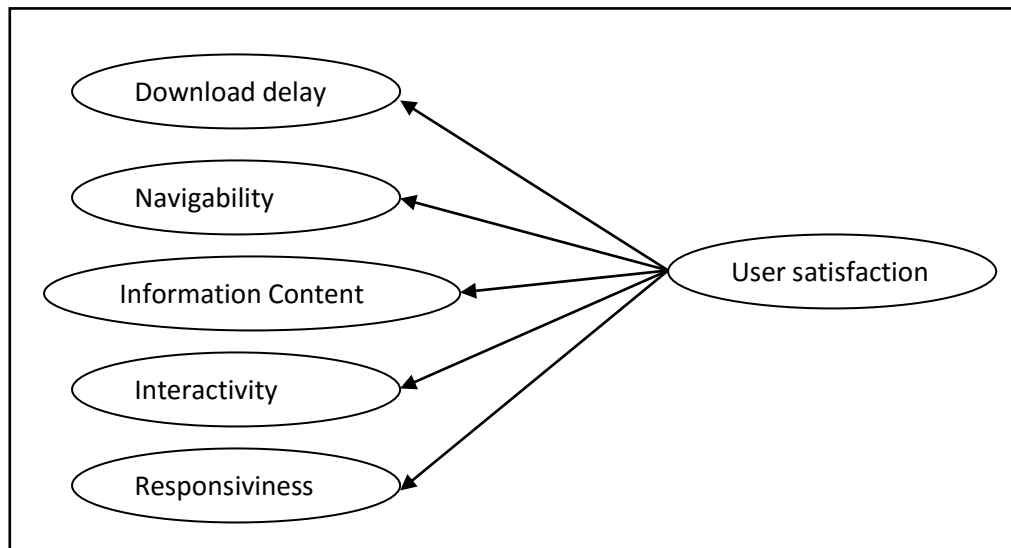 Download delay
Navigability
Information Content
Interactivity
Responsiviness
User satisfaction